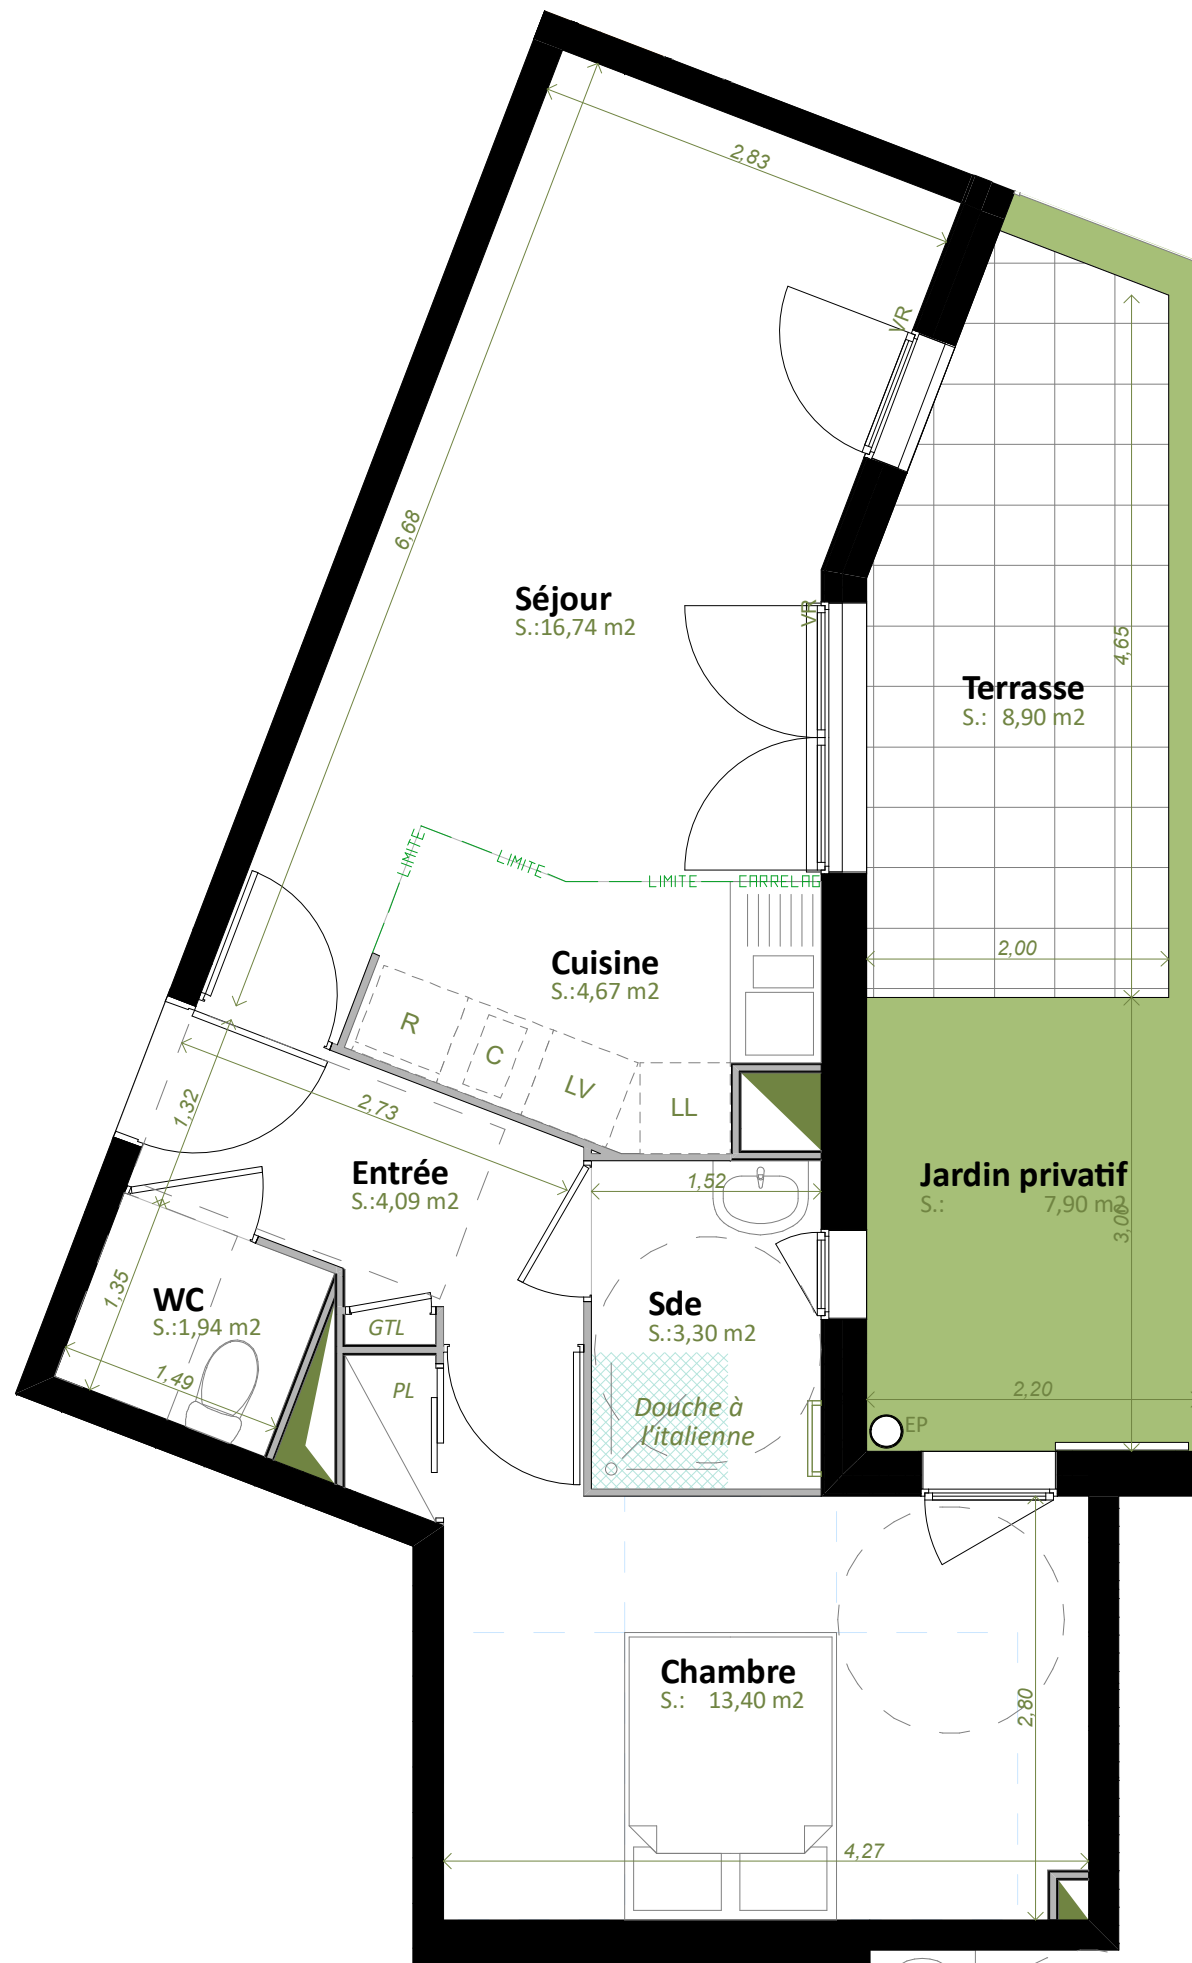 2,83
VR
6,68
Séjour
S.:16,74 m2
VR
4,65
Terrasse
S.: 8,90 m2
LIMITE
LIMITE
LIMITE
CARRELAG
2,00
Cuisine
S.:4,67 m2
R
C
LV
LL
1,32
2,73
Entrée
S.:4,09 m2
1,52
Jardin privatif
S.: 7,90 m2
3,00
1,35
WC
S.:1,94 m2
1,49
GTL
PL
Sde
S.:3,30 m2
Douche à
l'italienne
2,20
EP
Chambre
S.: 13,40 m2
2,80
4,27